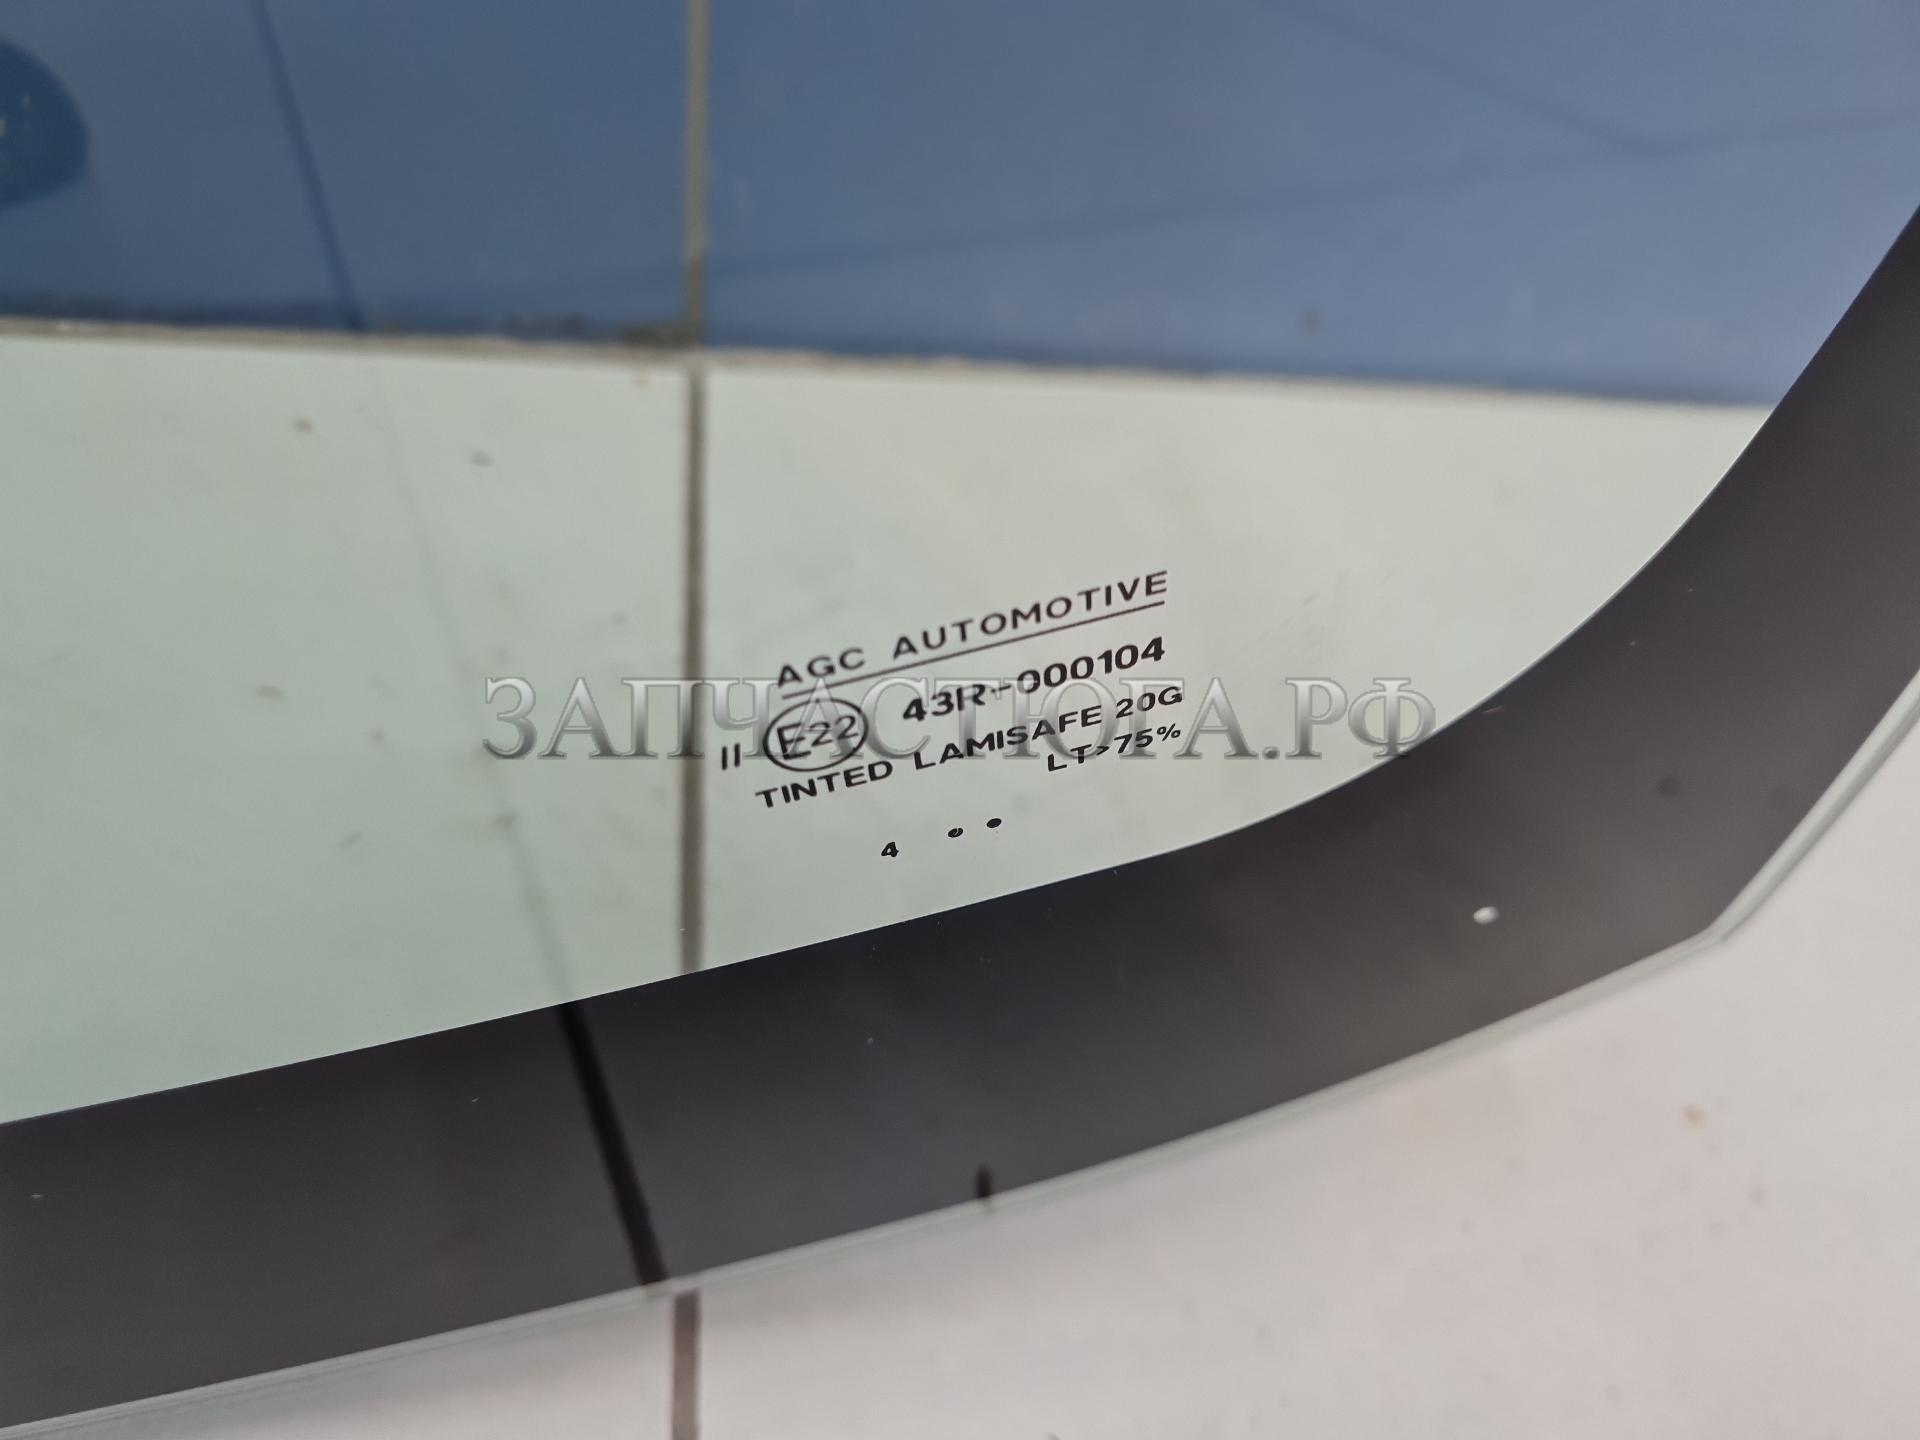 AGC AUTOMOTIVE
II E22 43R-000104
TINTED LAMISAFE 20G
LT>75%
4 • •
ЗАПЧАСТЮГА.РФ